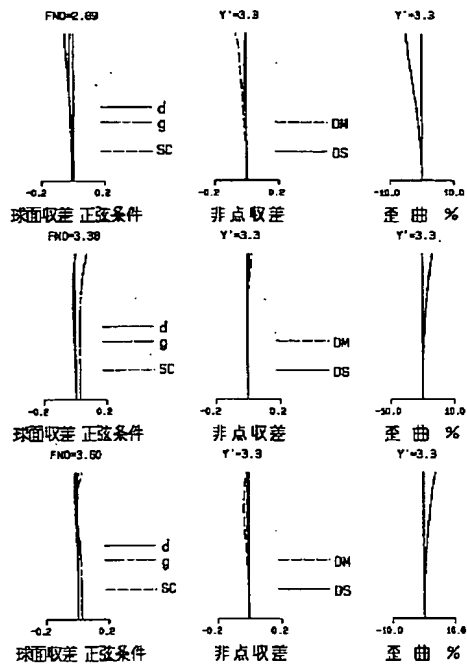 FNO=2.89 Y'=3.3 Y'=3.3
d
g
SC
DM
DS
-0.2 0.2 -0.2 0.2 -10.0 10.0
球面収差 正弦条件 非点収差 歪曲 %
FNO=3.38 Y'=3.3 Y'=3.3
d
g
SC
DM
DS
-0.2 0.2 -0.2 0.2 -10.0 10.0
球面収差 正弦条件 非点収差 歪曲 %
FNO=3.60 Y'=3.3 Y'=3.3
d
g
SC
DM
DS
-0.2 0.2 -0.2 0.2 -10.0 10.0
球面収差 正弦条件 非点収差 歪曲 %